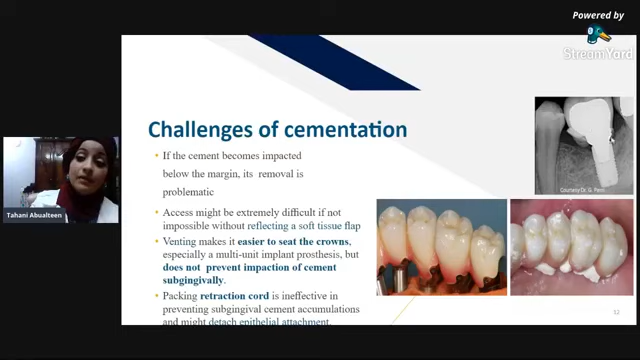 Powered by
StreamYard
Challenges of cementation
• If the cement becomes impacted
below the margin, its removal is
problematic
• Access might be extremely difficult if not
impossible without reflecting a soft tissue flap
• Venting makes it easier to seat the crowns,
especially a multi-unit implant prosthesis, but
does not prevent impaction of cement
subgingivally.
• Packing retraction cord is ineffective in
preventing subgingival cement accumulations
and might detach epithelial attachment.
Courtesy Dr. G. Perri
Tahani Abualteen
12